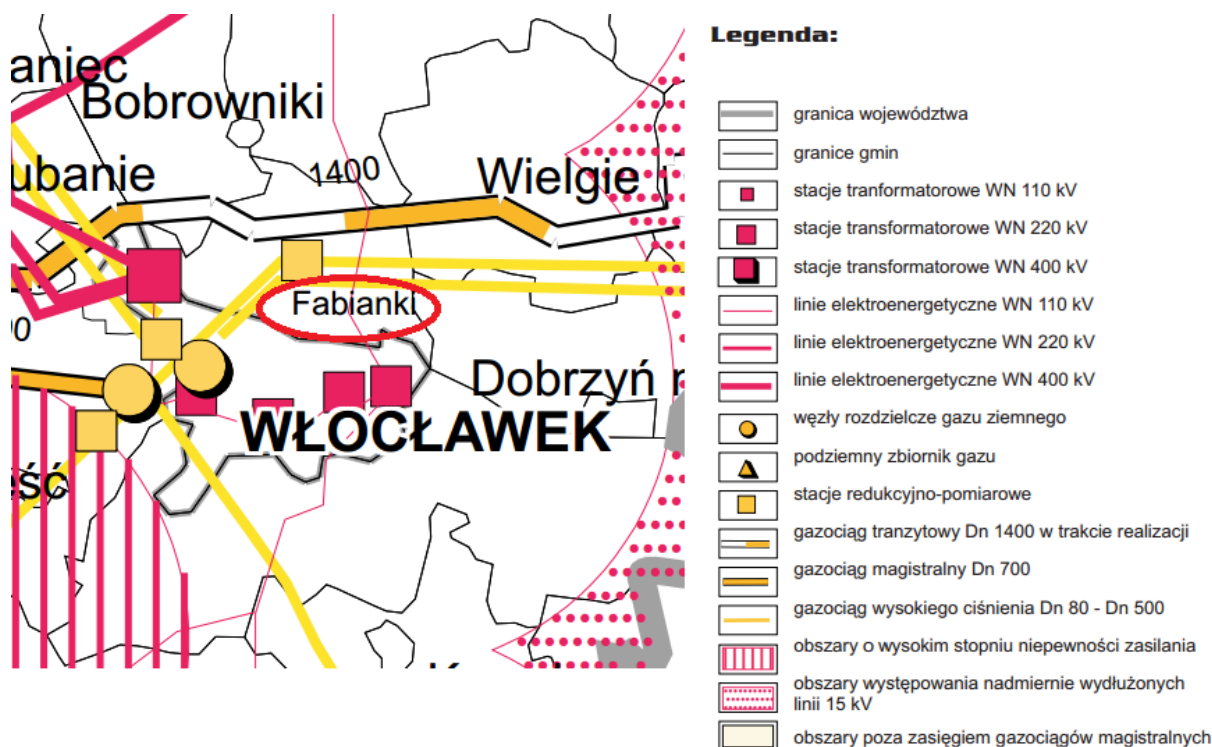 aniec
Bobrowniki
ubanie
1400
Wielgie
Fabianki
0
Dobrzyń
WŁOCŁAWEK
eść
Legenda:
granica województwa
granice gmin
stacje tranformatorowe WN 110 kV
stacje transformatorowe WN 220 kV
stacje transformatorowe WN 400 kV
linie elektroenergetyczne WN 110 kV
linie elektroenergetyczne WN 220 kV
linie elektroenergetyczne WN 400 kV
węzły rozdzielcze gazu ziemnego
podziemny zbiornik gazu
stacje redukcyjno-pomiarowe
gazociąg tranzytowy Dn 1400 w trakcie realizacji
gazociąg magistralny Dn 700
gazociąg wysokiego ciśnienia Dn 80 - Dn 500
obszary o wysokim stopniu niepewności zasilania
obszary występowania nadmiernie wydłużonych
linii 15 kV
obszary poza zasięgiem gazociągów magistralnych